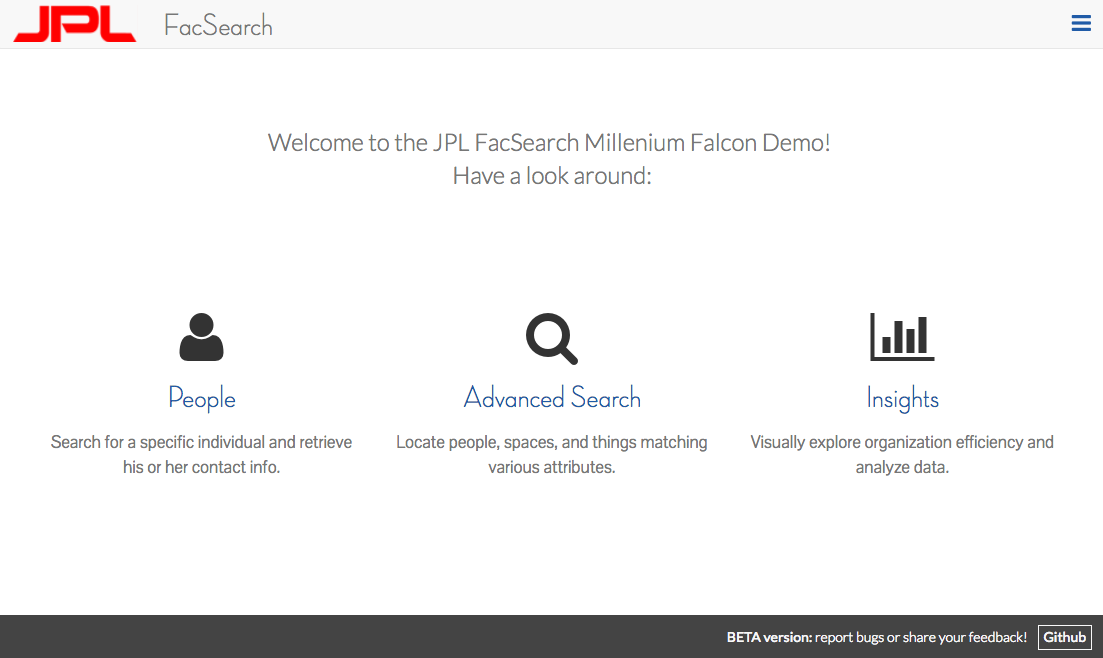 JPL FacSearch
Welcome to the JPL FacSearch Millenium Falcon Demo!
Have a look around:
People
Search for a specific individual and retrieve
his or her contact info.
Advanced Search
Locate people, spaces, and things matching
various attributes.
Insights
Visually explore organization efficiency and
analyze data.
BETA version: report bugs or share your feedback! Github